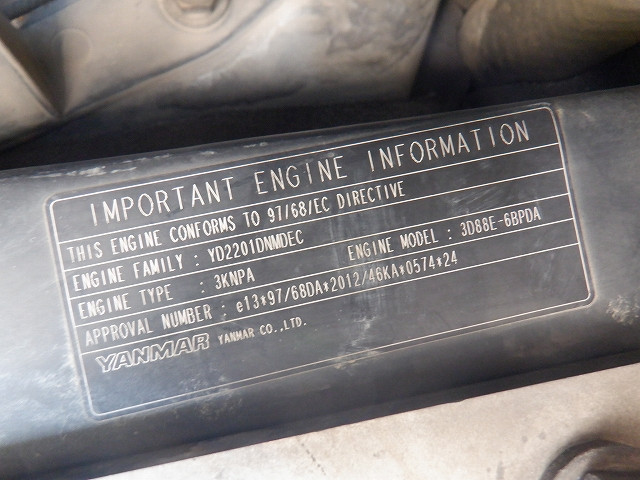 IMPORTANT ENGINE INFORMATION
THIS ENGINE CONFORMS TO 97/68/EC DIRECTIVE
ENGINE FAMILY : YD2201DNMDEC
ENGINE TYPE : 3KNPA ENGINE MODEL : 3D88E-6BPDA
APPROVAL NUMBER : e13*97/68DA*2012/46KA*0574*24
YANMAR YANMAR CO.,LTD.